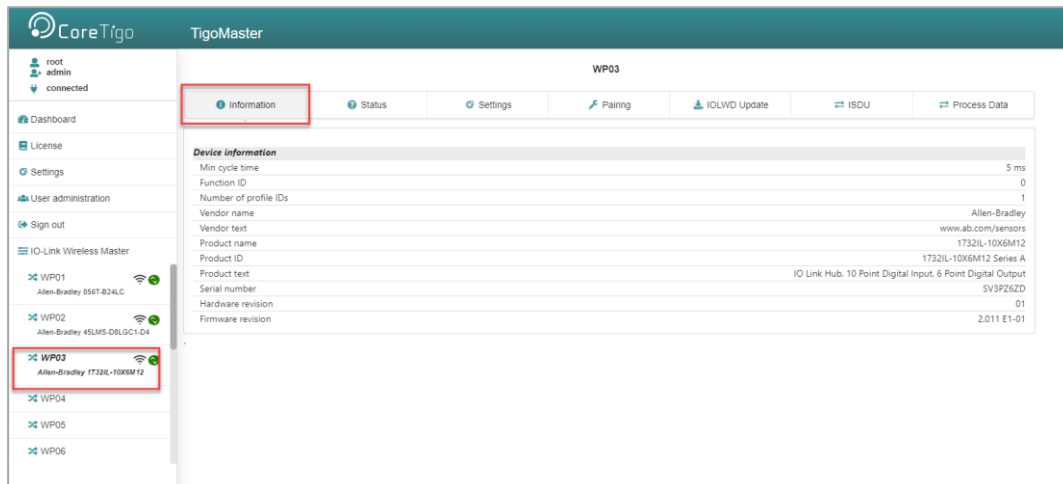 CoreTigo
TigoMaster
root
admin
connected
Dashboard
License
Settings
User administration
Sign out
IO-Link Wireless Master
WP01
Allen-Bradley 856T-B24LC
WP02
Allen-Bradley 45LMS-D8LGC1-D4
WP03
Allen-Bradley 1732IL-10X6M12
WP04
WP05
WP06
WP03
Information Status Settings Pairing IOLWD Update ISDU Process Data
Device information
Min cycle time 5 ms
Function ID 0
Number of profile IDs 1
Vendor name Allen-Bradley
Vendor text www.ab.com/sensors
Product name 1732IL-10X6M12
Product ID 1732IL-10X6M12 Series A
Product text IO Link Hub, 10 Point Digital Input, 6 Point Digital Output
Serial number SV3PZ6ZD
Hardware revision 01
Firmware revision 2.011 E1-01